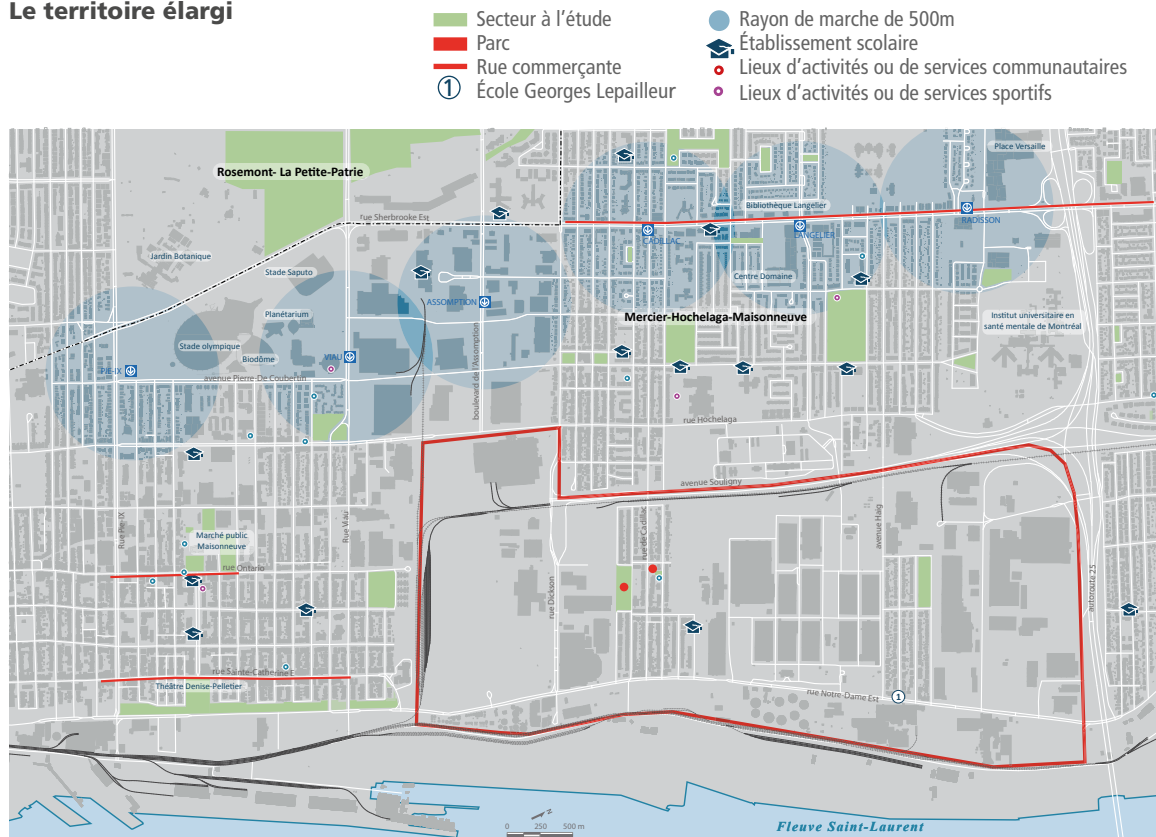 Le territoire élargi
Secteur à l'étude
Parc
Rue commerçante
1 École Georges Lepailleur
Rayon de marche de 500m
Établissement scolaire
Lieux d'activités ou de services communautaires
Lieux d'activités ou de services sportifs
Place Versaille
Rosemont- La Petite-Patrie
rue Sherbrooke Est
Bibliothèque Langelier
RADISSON
CADILLAC
LANGELIER
Jardin Botanique
Stade Saputo
Centre Domaine
ASSOMPTION
Planétarium
Mercier-Hochelaga-Maisonneuve
Institut universitaire en
santé mentale de Montréal
Stade olympique
Biodôme
VIAU
PIE-IX
avenue Pierre-De Coubertin
boulevard de l'Assomption
rue Hochelaga
avenue Souligny
Rue Pie-IX
Rue Viau
Marché public
Maisonneuve
rue de Cadillac
avenue Haig
rue Ontario
rue Dickson
autoroute 25
rue Sainte-Catherine E
Théâtre Denise-Pelletier
rue Notre-Dame Est
1
N
0 250 500 m
Fleuve Saint-Laurent